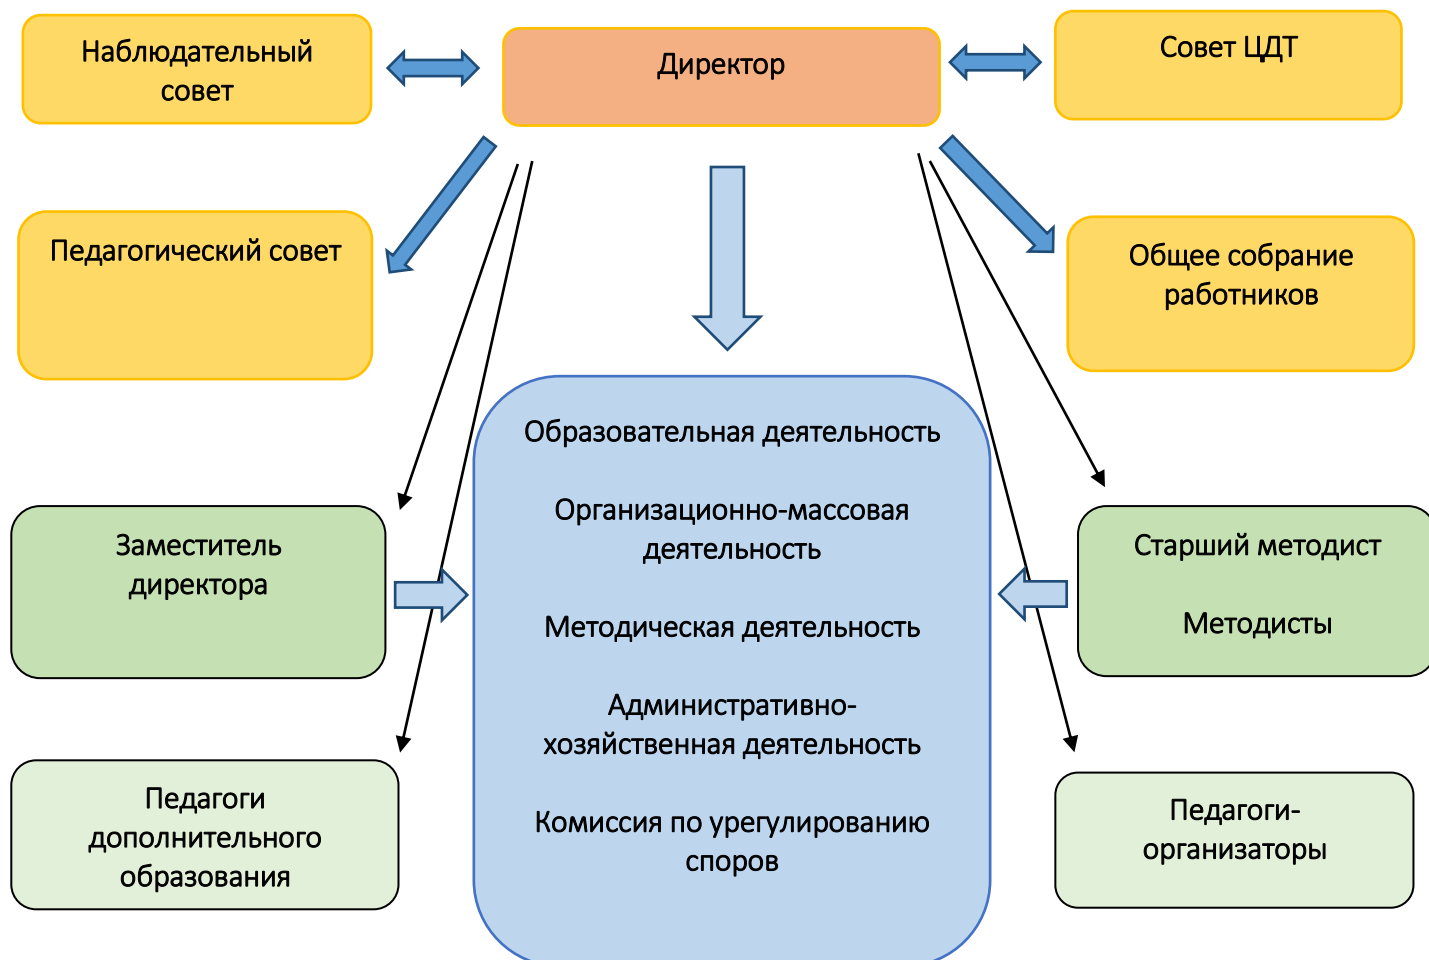 Наблюдательный
совет
Директор
Совет ЦДТ
Педагогический совет
Общее собрание
работников
Образовательная деятельность
Организационно-массовая
деятельность
Методическая деятельность
Административно-
хозяйственная деятельность
Комиссия по урегулированию
споров
Заместитель
директора
Старший методист
Методисты
Педагоги
дополнительного
образования
Педагоги-
организаторы